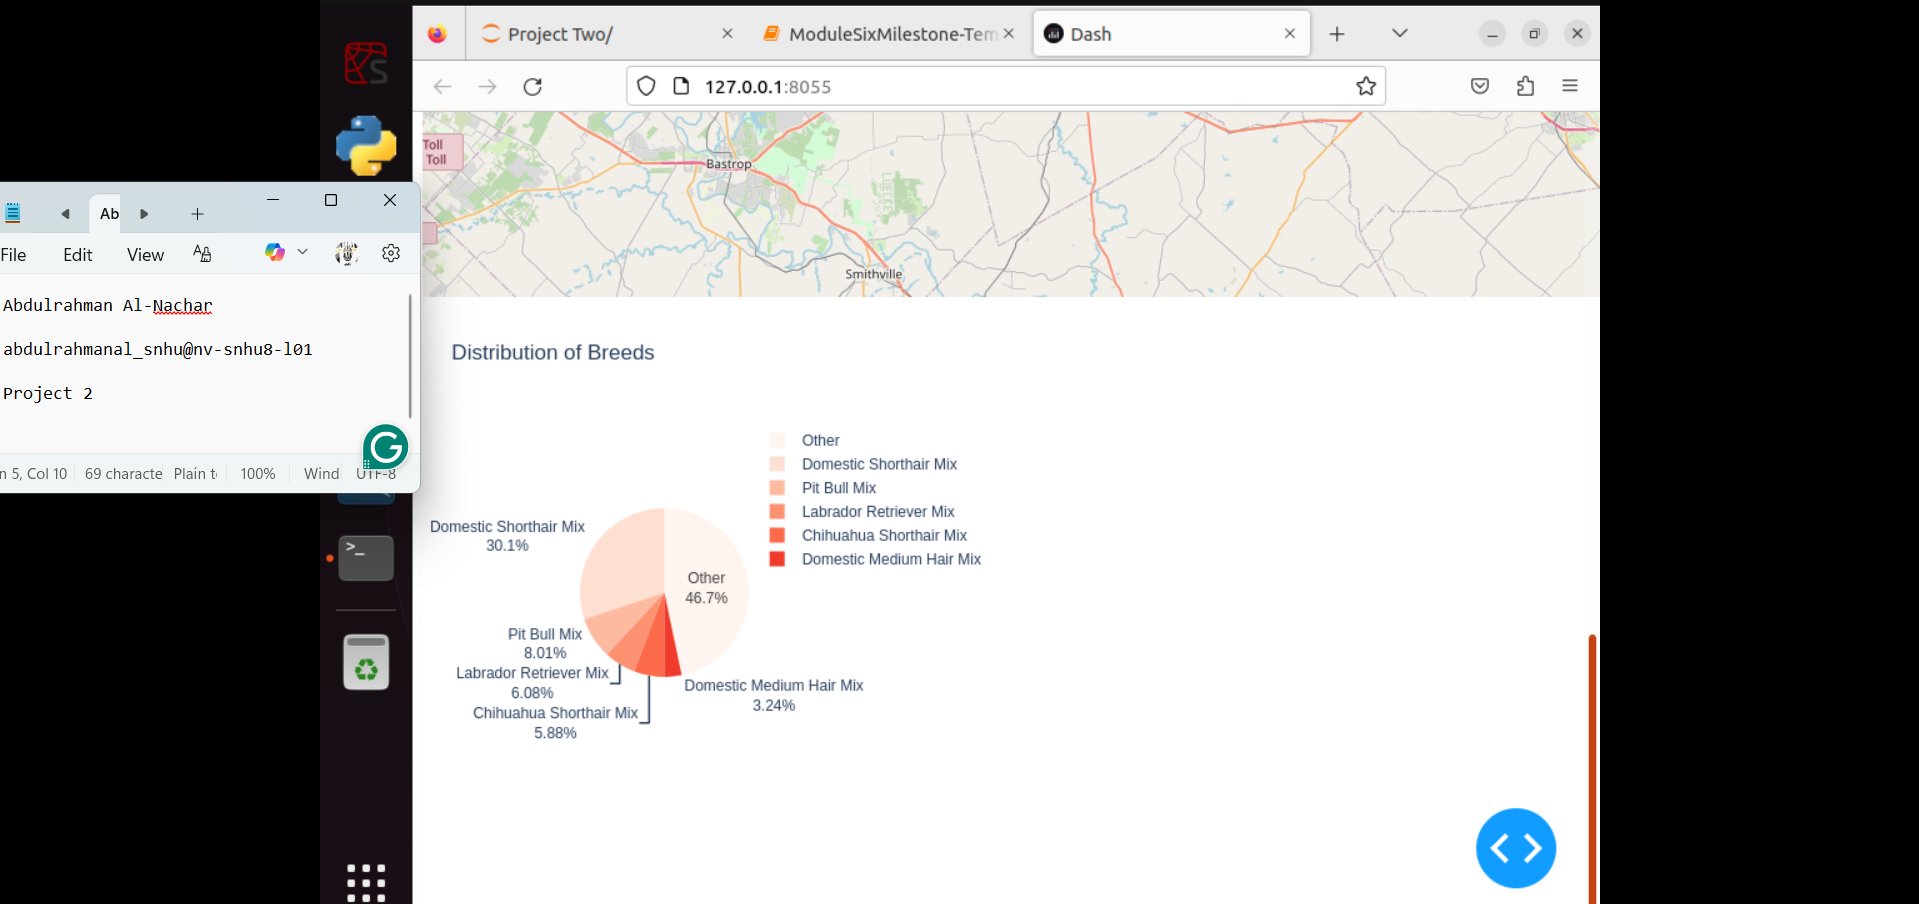 Project Two/
ModuleSixMilestone-Tem
Dash
127.0.0.1:8055
Toll
Toll
Bastrop
Smithville
Ab
File
Edit
View
Abdulrahman Al-Nachar
abdulrahmanal_snhu@nv-snhu8-l01
Project 2
n 5, Col 10
69 characte
Plain t
100%
Wind
UTF-8
Distribution of Breeds
Other
Domestic Shorthair Mix
Pit Bull Mix
Labrador Retriever Mix
Chihuahua Shorthair Mix
Domestic Medium Hair Mix
Domestic Shorthair Mix
30.1%
Other
46.7%
Pit Bull Mix
8.01%
Labrador Retriever Mix
6.08%
Chihuahua Shorthair Mix
5.88%
Domestic Medium Hair Mix
3.24%